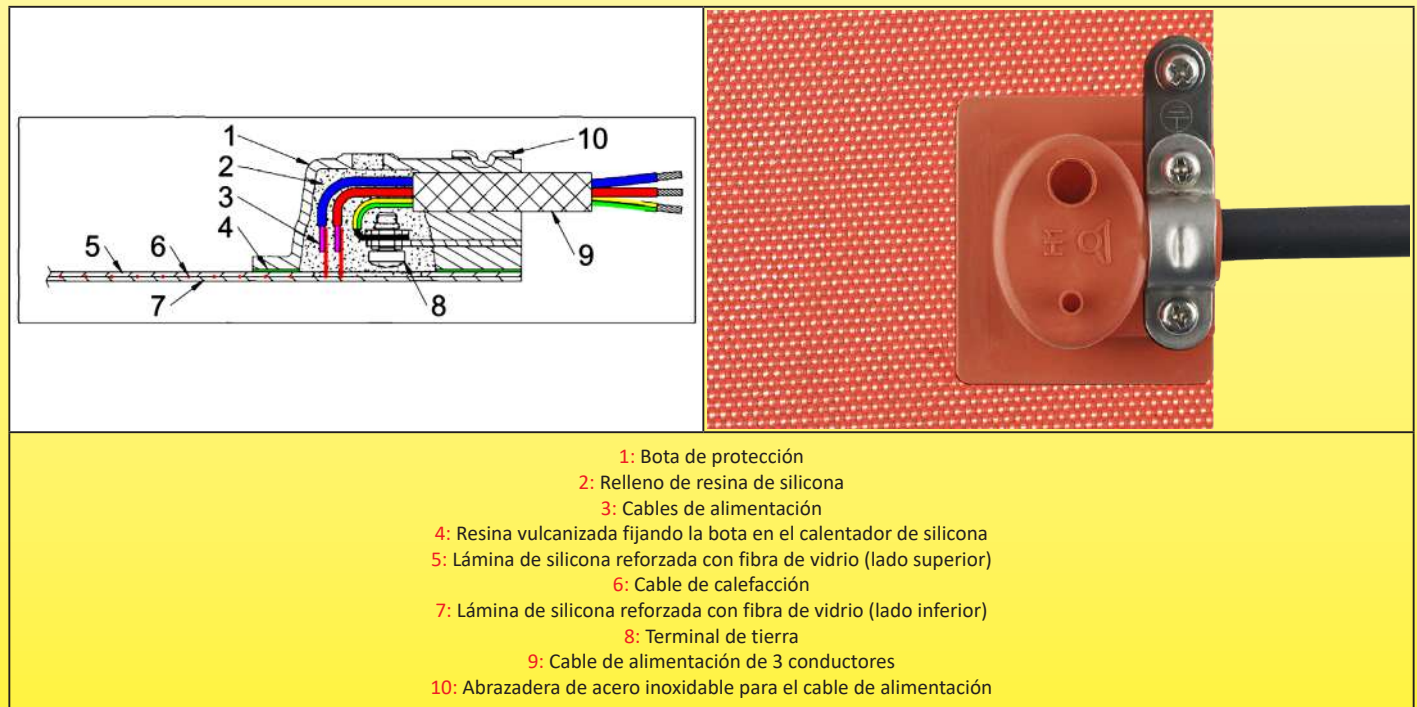 1
2
3
4
5
6
7
8
9
10
1: Bota de protección
2: Relleno de resina de silicona
3: Cables de alimentación
4: Resina vulcanizada fijando la bota en el calentador de silicona
5: Lámina de silicona reforzada con fibra de vidrio (lado superior)
6: Cable de calefacción
7: Lámina de silicona reforzada con fibra de vidrio (lado inferior)
8: Terminal de tierra
9: Cable de alimentación de 3 conductores
10: Abrazadera de acero inoxidable para el cable de alimentación